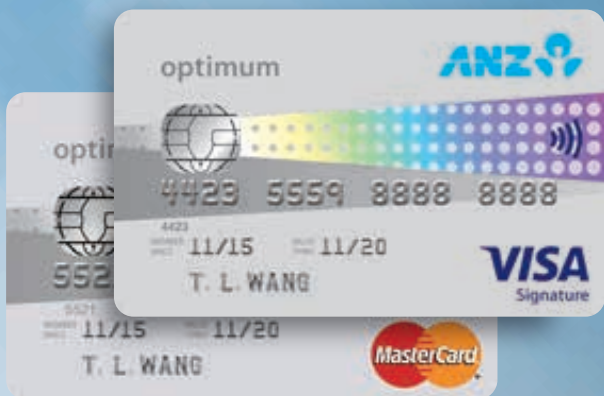 optimum ANZ
4423 5559 8888 8888
4423
11/15 11/20
T. L. WANG
VISA
Signature
552
5521
11/15 11/20
T. L. WANG
MasterCard